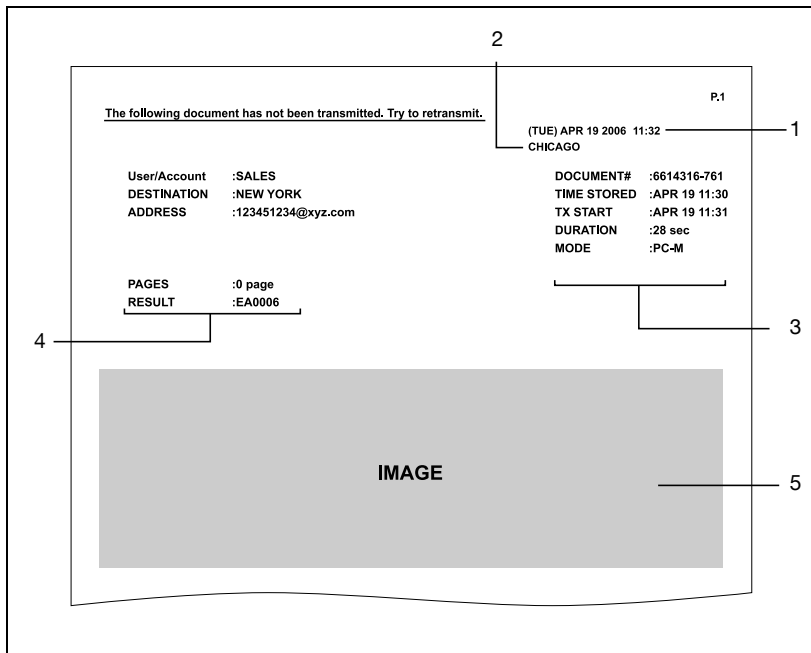 2
P.1
The following document has not been transmitted. Try to retransmit.
(TUE) APR 19 2006 11:32
1
CHICAGO
User/Account :SALES
DESTINATION :NEW YORK
ADDRESS :123451234@xyz.com
DOCUMENT# :6614316-761
TIME STORED :APR 19 11:30
TX START :APR 19 11:31
DURATION :28 sec
MODE :PC-M
PAGES :0 page
RESULT :EA0006
3
4
IMAGE
5